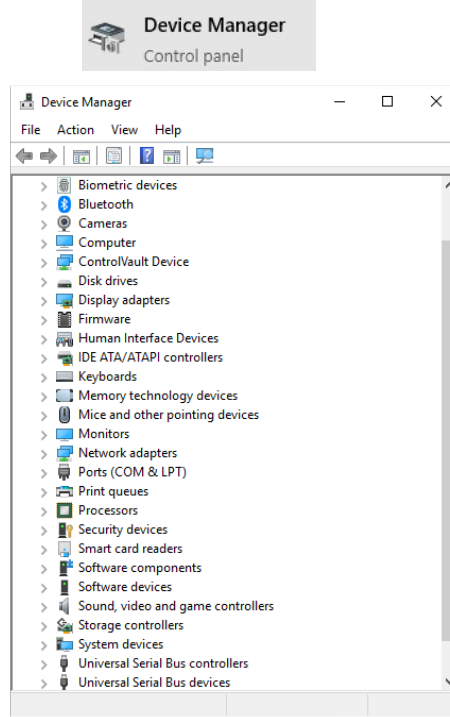 Device Manager
Control panel
Device Manager
File Action View Help
Biometric devices
Bluetooth
Cameras
Computer
ControlVault Device
Disk drives
Display adapters
Firmware
Human Interface Devices
IDE ATA/ATAPI controllers
Keyboards
Memory technology devices
Mice and other pointing devices
Monitors
Network adapters
Ports (COM & LPT)
Print queues
Processors
Security devices
Smart card readers
Software components
Software devices
Sound, video and game controllers
Storage controllers
System devices
Universal Serial Bus controllers
Universal Serial Bus devices